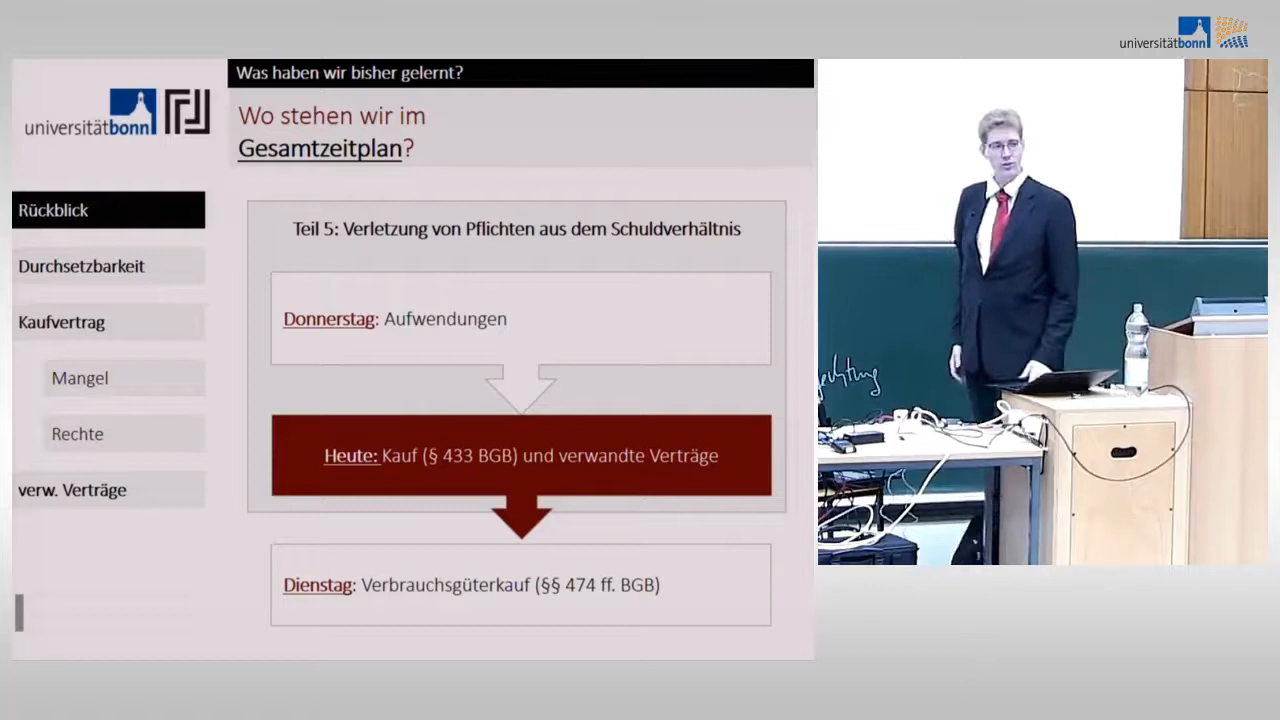 universitätbonn
Was haben wir bisher gelernt?
universitätbonn
Wo stehen wir im
Gesamtzeitplan?
Rückblick
Durchsetzbarkeit
Kaufvertrag
Mangel
Rechte
verw. Verträge
Teil 5: Verletzung von Pflichten aus dem Schuldverhältnis
Donnerstag: Aufwendungen
Heute: Kauf (§ 433 BGB) und verwandte Verträge
Dienstag: Verbrauchsgüterkauf (§§ 474 ff. BGB)